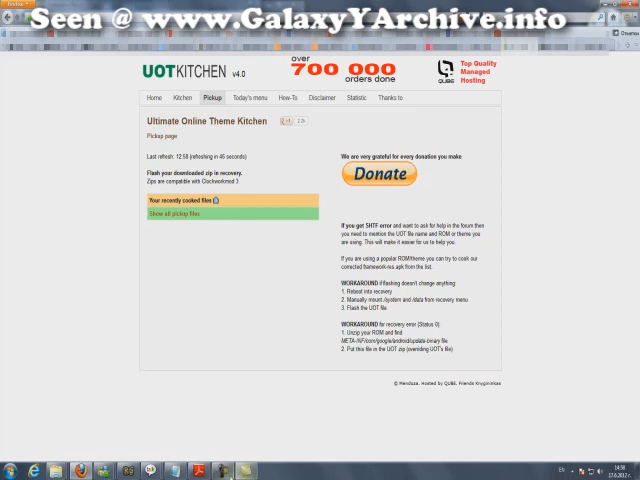 Seen @ www.GalaxyYArchive.info
UOTKITCHEN v4.0
over
700 000
orders done
QUBE
Top Quality
Managed
Hosting
Home Kitchen Pickup Today's menu How-To Disclaimer Statistic Thanks to
Ultimate Online Theme Kitchen
Pickup page
Last refresh: 12:58 (refreshing in 45 seconds)
Flash your downloaded zip in recovery.
Zips are compatible with Clockworkmod 3
Your recently cooked files
Show all pickup files
We are very grateful for every donation you make
Donate
If you get SHTF error and want to ask for help in the forum then
you need to mention the UOT file name and ROM or theme you
are using. This will make it easier for us to help you.
If you are using a popular ROM/theme you can try to cook our
corrected framework-res.apk from the list.
WORKAROUND if flashing doesn't change anything:
1. Reboot into recovery
2. Manually mount /system and /data from recovery menu
3. Flash the UOT file
WORKAROUND for recovery error (Status 0):
1. Unzip your ROM and find
META-INF/com/google/android/update-binary file
2. Put this file in the UOT zip (overriding UOT's file)
© Menduza. Hosted by QUBE. Friends Knyginínkas
EN
14:58
17.6.2012 г.